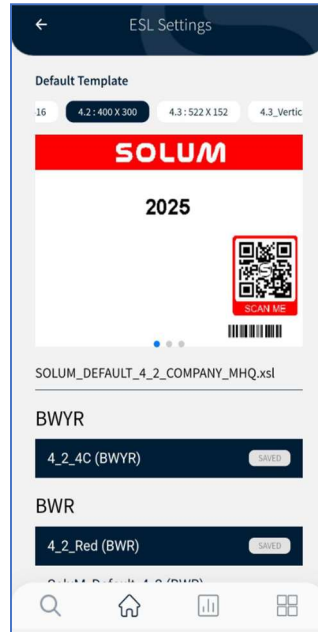 ESL Settings
Default Template
16 4.2 : 400 X 300 4.3 : 522 X 152 4.3_Vertic
SOLUM
2025
SCAN ME
SOLUM_DEFAULT_4_2_COMPANY_MHQ.xsl
BWYR
4_2_4C (BWYR) SAVED
BWR
4_2_Red (BWR) SAVED